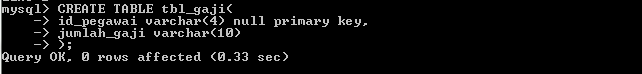 mysql> CREATE TABLE tbl_gaji(
-> id_pegawai varchar(4) null primary key,
-> jumlah_gaji varchar(10)
-> );
Query OK, 0 rows affected (0.33 sec)